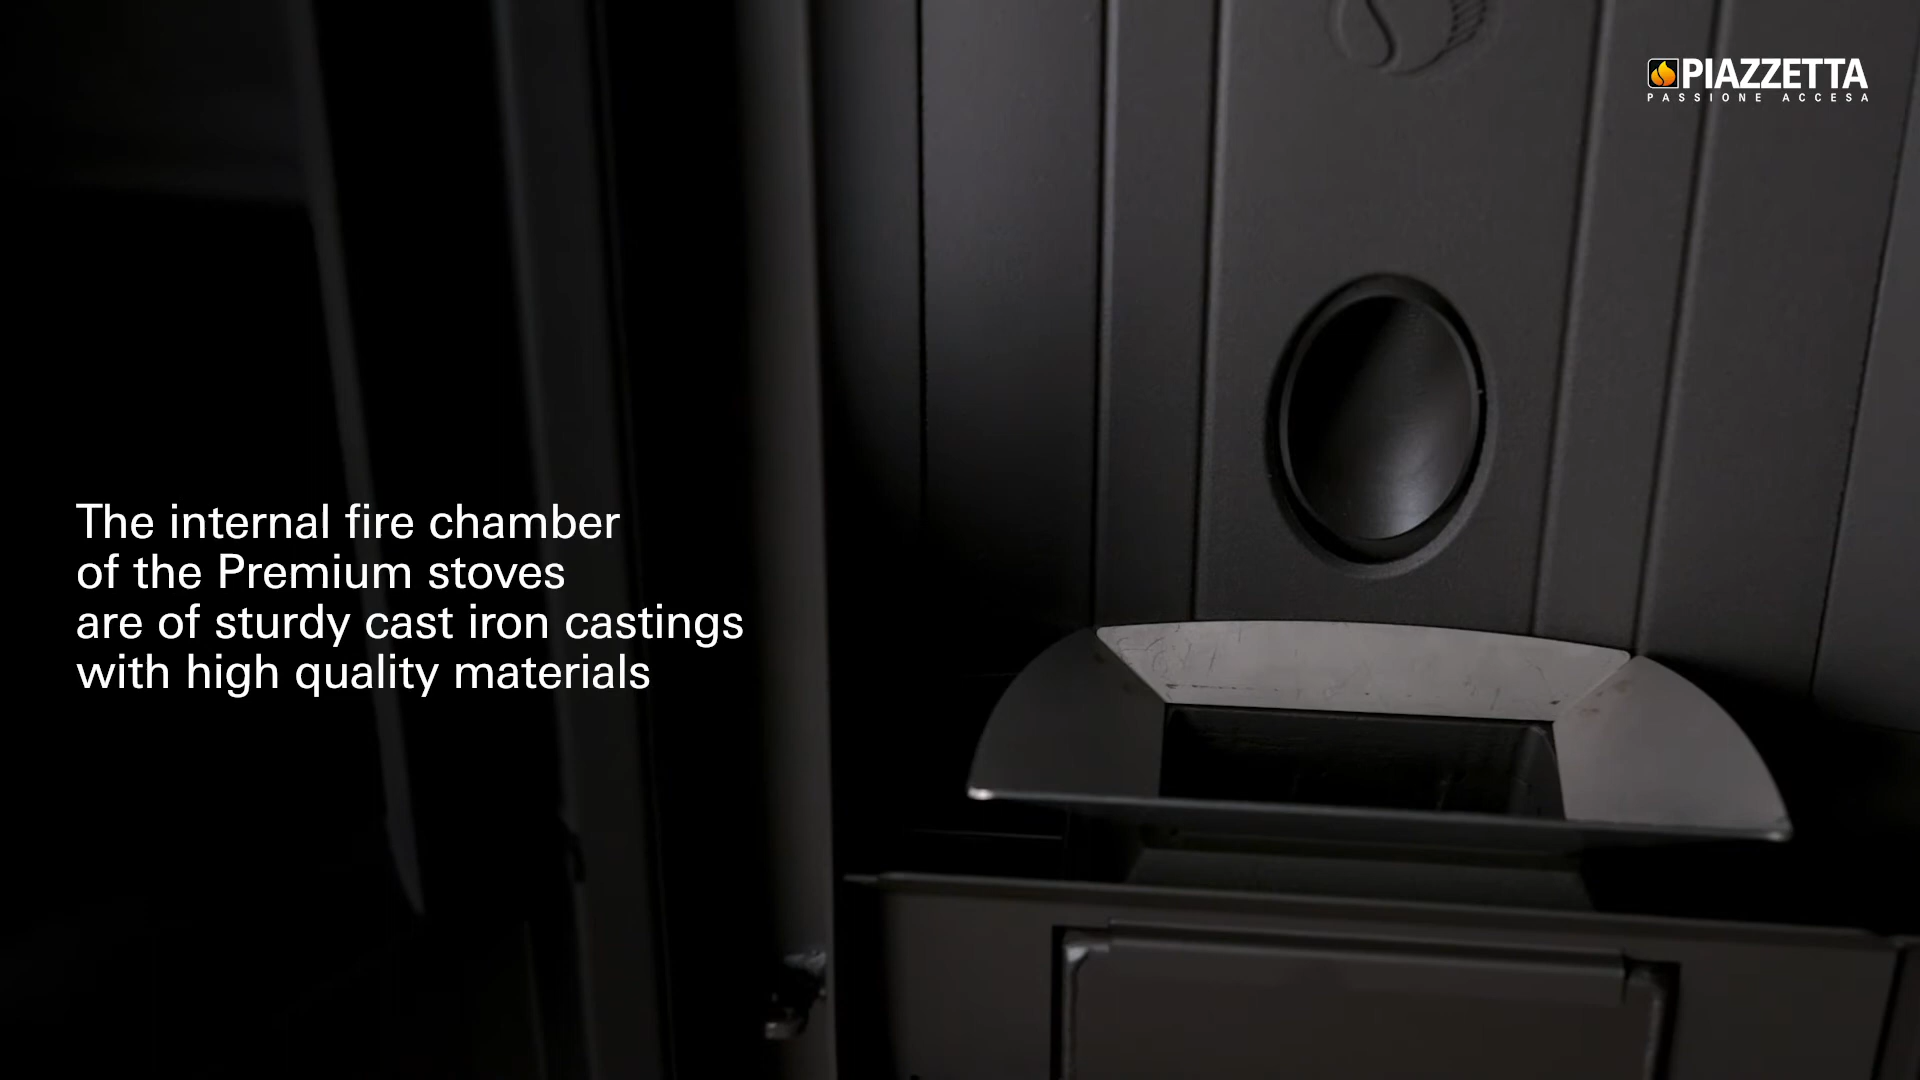 PIAZZETTA
PASSIONE ACCESA
The internal fire chamber
of the Premium stoves
are of sturdy cast iron castings
with high quality materials